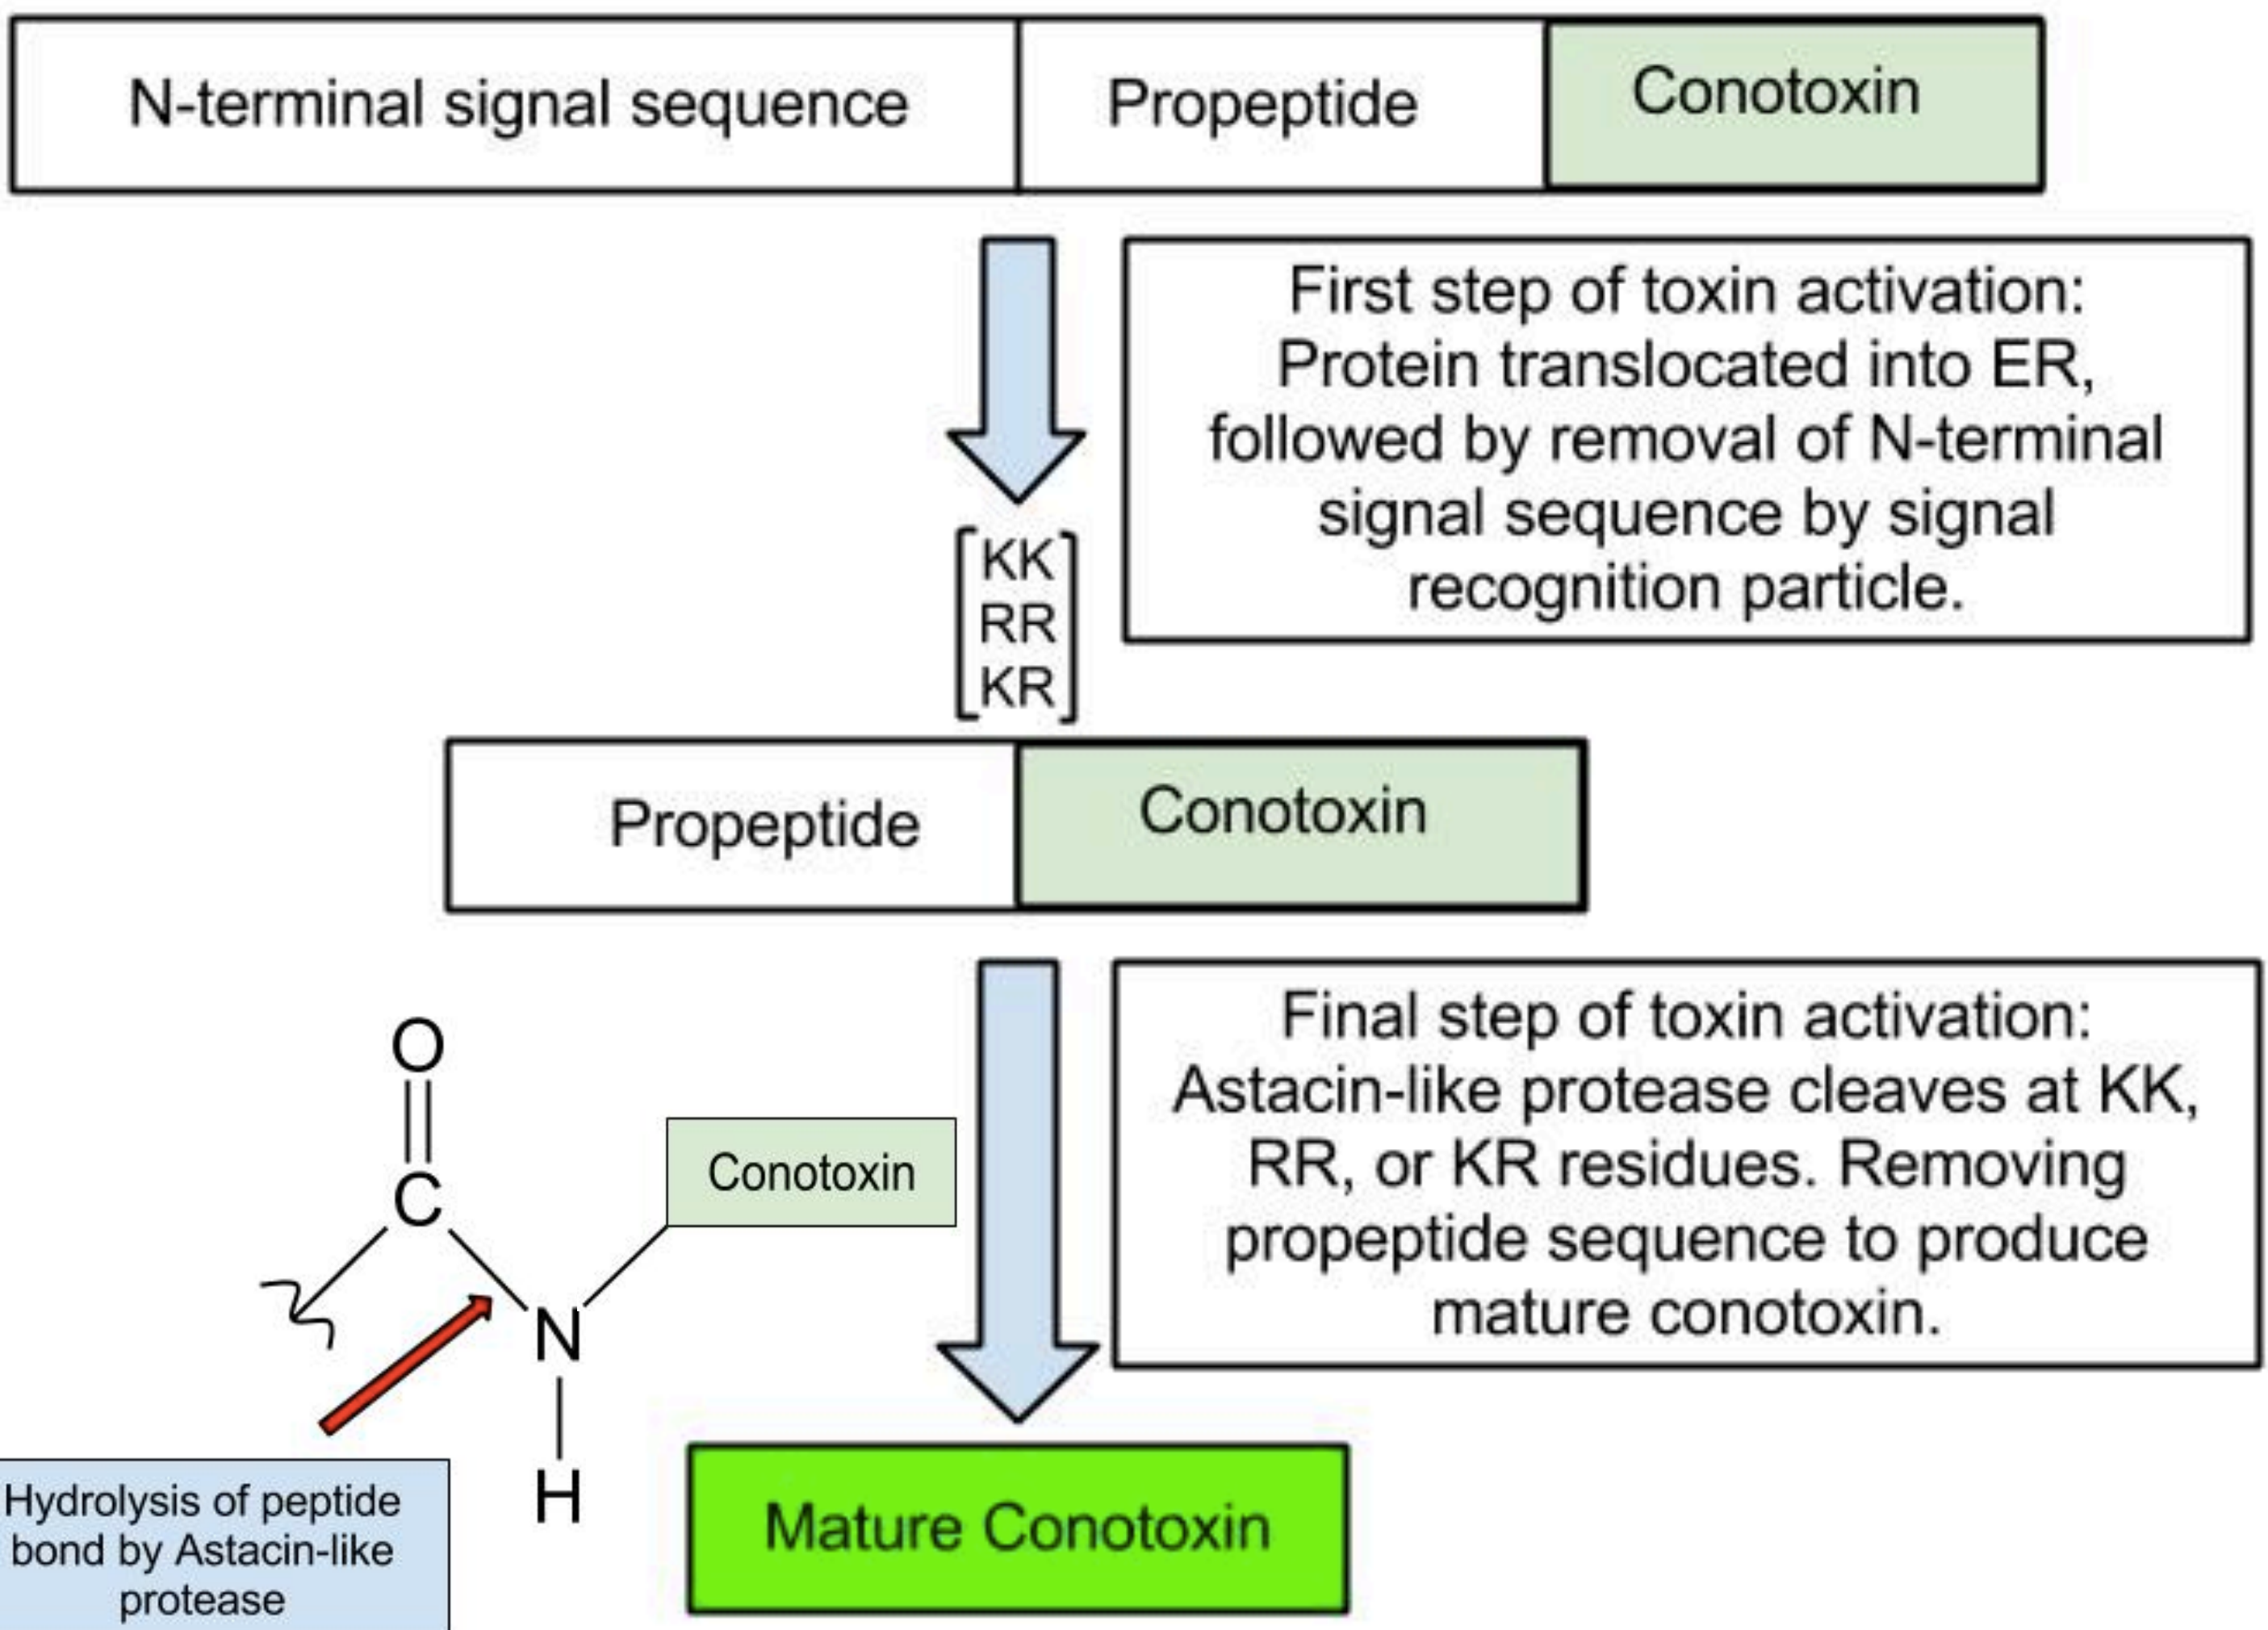 N-terminal signal sequence
Propeptide
Conotoxin
First step of toxin activation:
Protein translocated into ER,
followed by removal of N-terminal
signal sequence by signal
recognition particle.
KK
RR
KR
Propeptide
Conotoxin
Final step of toxin activation:
Astacin-like protease cleaves at KK,
RR, or KR residues. Removing
propeptide sequence to produce
mature conotoxin.
O
C
Conotoxin
N
H
Hydrolysis of peptide
bond by Astacin-like
protease
Mature Conotoxin